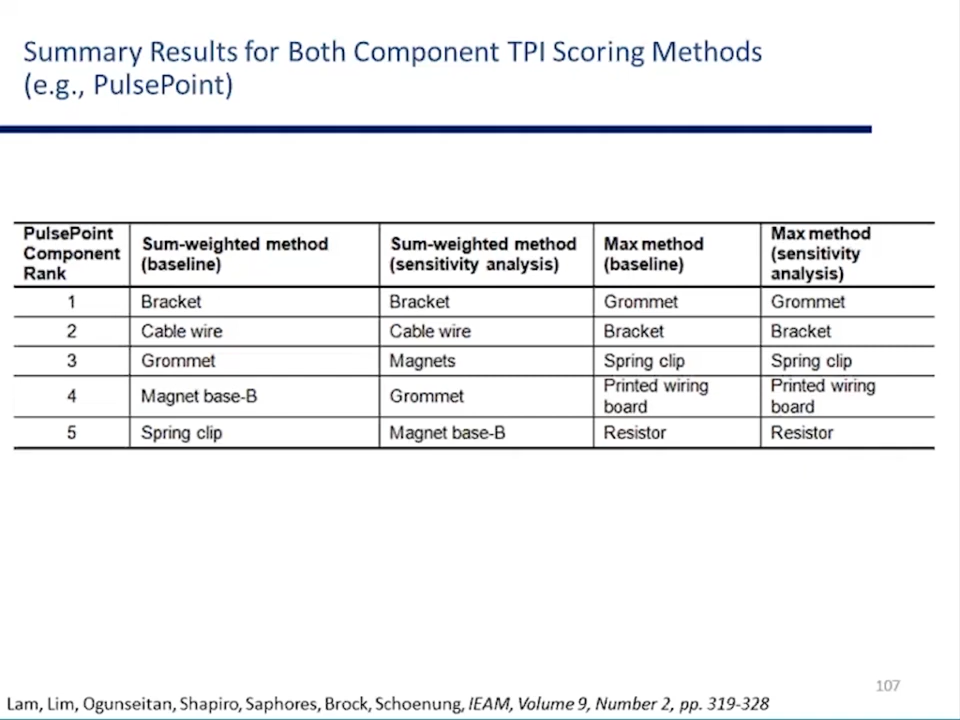 Summary Results for Both Component TPI Scoring Methods
(e.g., PulsePoint)
PulsePoint Component Rank Sum-weighted method (baseline) Sum-weighted method (sensitivity analysis) Max method (baseline) Max method (sensitivity analysis)
1 Bracket Bracket Grommet Grommet
2 Cable wire Cable wire Bracket Bracket
3 Grommet Magnets Spring clip Spring clip
4 Magnet base-B Grommet Printed wiring board Printed wiring board
5 Spring clip Magnet base-B Resistor Resistor
107
Lam, Lim, Ogunseitan, Shapiro, Saphores, Brock, Schoenung, IEAM, Volume 9, Number 2, pp. 319-328